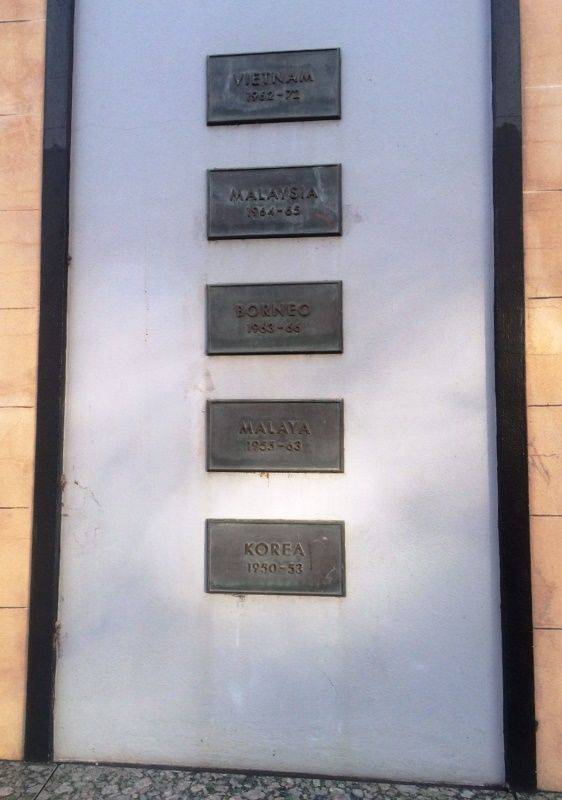 VIETNAM
1962-72
MALAYSIA
1964-65
BORNEO
1963-66
MALAYA
1955-63
KOREA
1950-53